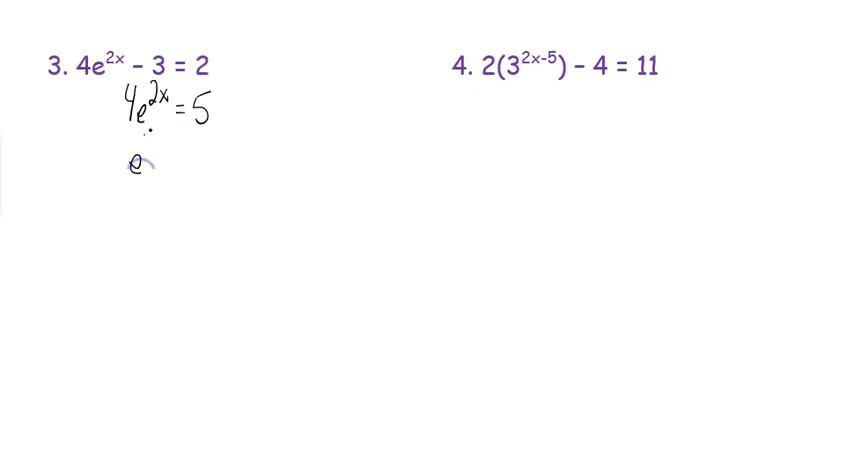 3. 4e^{2x} – 3 = 2
4e^{2x} = 5
e
4. 2(3^{2x-5}) – 4 = 11